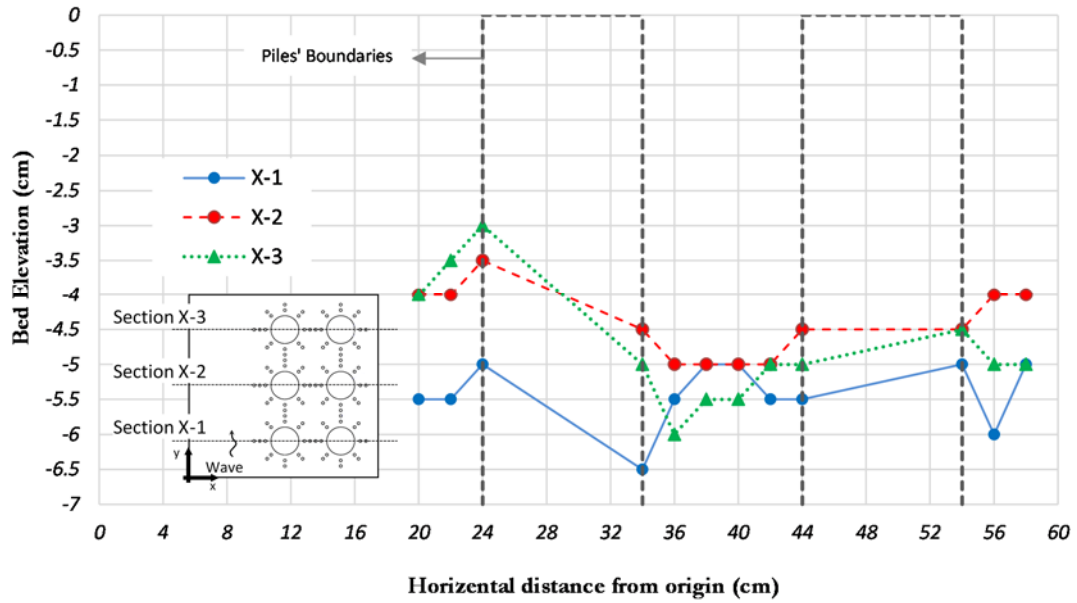 0
-0.5
-1
-1.5
-2
-2.5
-3
-3.5
-4
-4.5
-5
-5.5
-6
-6.5
-7
Bed Elevation (cm)
Piles' Boundaries
X-1
X-2
X-3
Section X-3
Section X-2
Section X-1
y
Wave
x
0 4 8 12 16 20 24 28 32 36 40 44 48 52 56 60
Horizental distance from origin (cm)